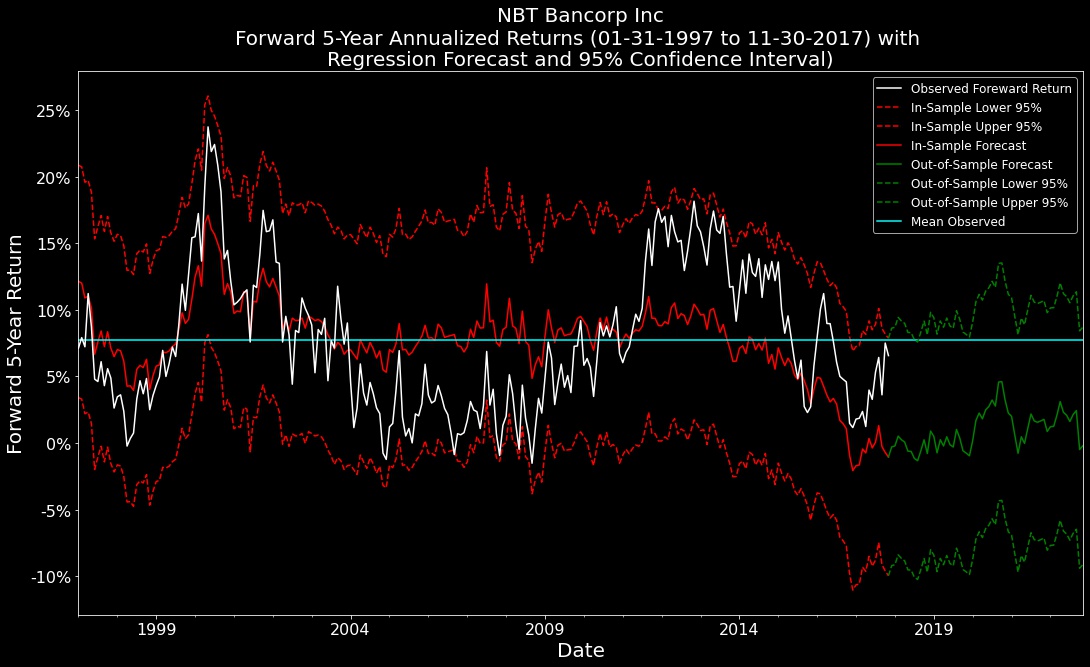 NBT Bancorp Inc
Forward 5-Year Annualized Returns (01-31-1997 to 11-30-2017) with
Regression Forecast and 95% Confidence Interval)
Observed Foreward Return
In-Sample Lower 95%
In-Sample Upper 95%
In-Sample Forecast
Out-of-Sample Forecast
Out-of-Sample Lower 95%
Out-of-Sample Upper 95%
Mean Observed
Forward 5-Year Return
25%
20%
15%
10%
5%
0%
-5%
-10%
1999
2004
2009
2014
2019
Date